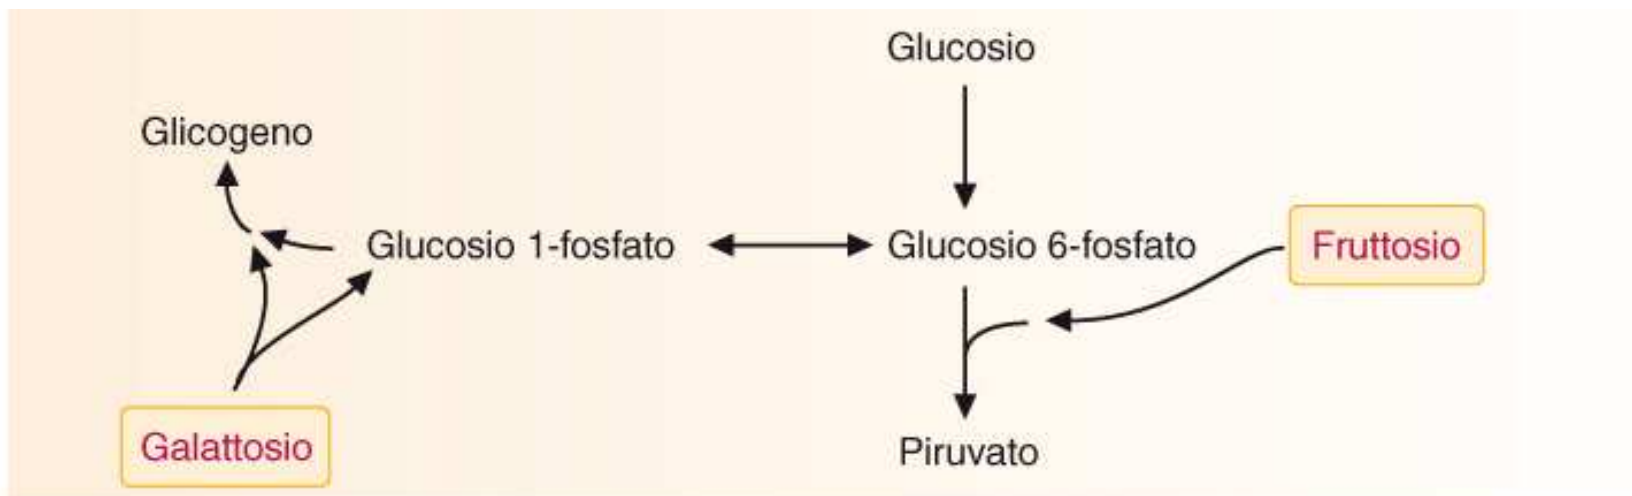 Glucosio
Glicogeno
Glucosio 1-fosfato
Glucosio 6-fosfato
Fruttosio
Galattosio
Piruvato